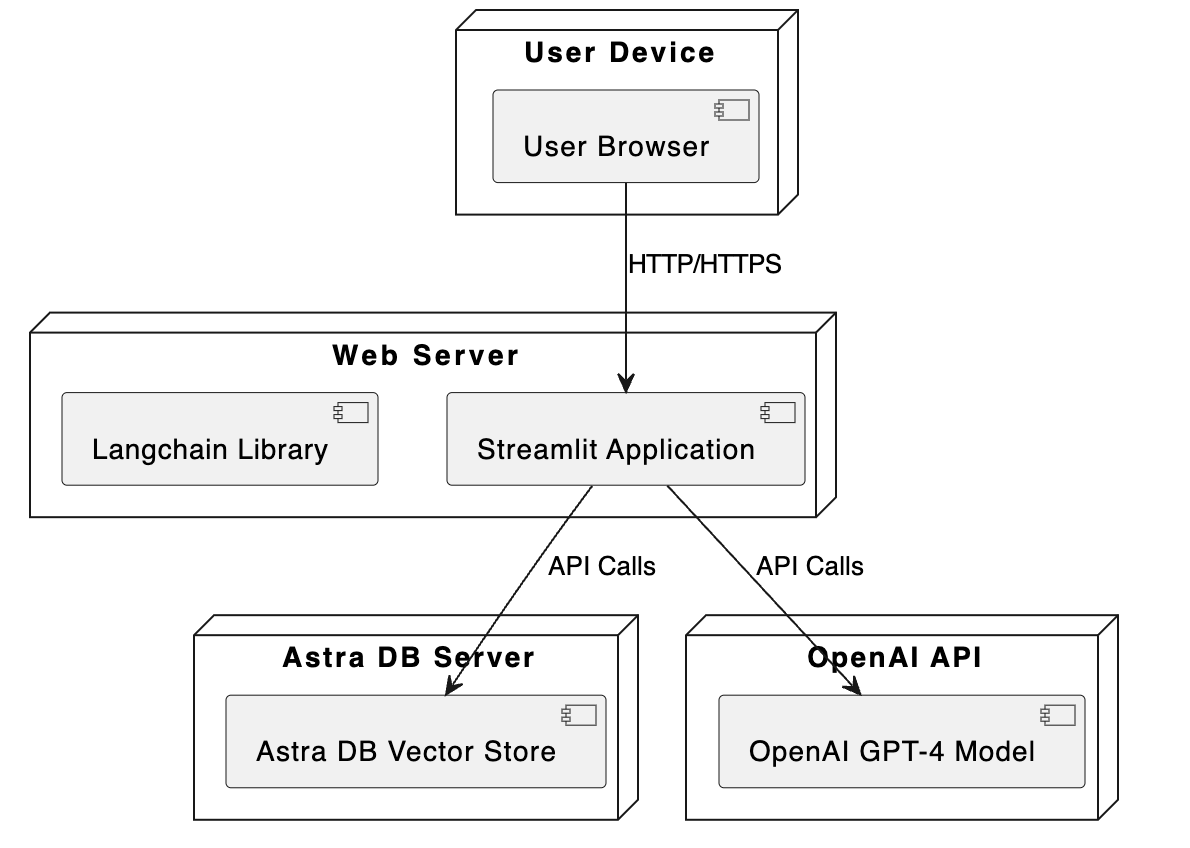 User Device
User Browser
HTTP/HTTPS
Web Server
Langchain Library
Streamlit Application
API Calls
API Calls
Astra DB Server
OpenAI API
Astra DB Vector Store
OpenAI GPT-4 Model